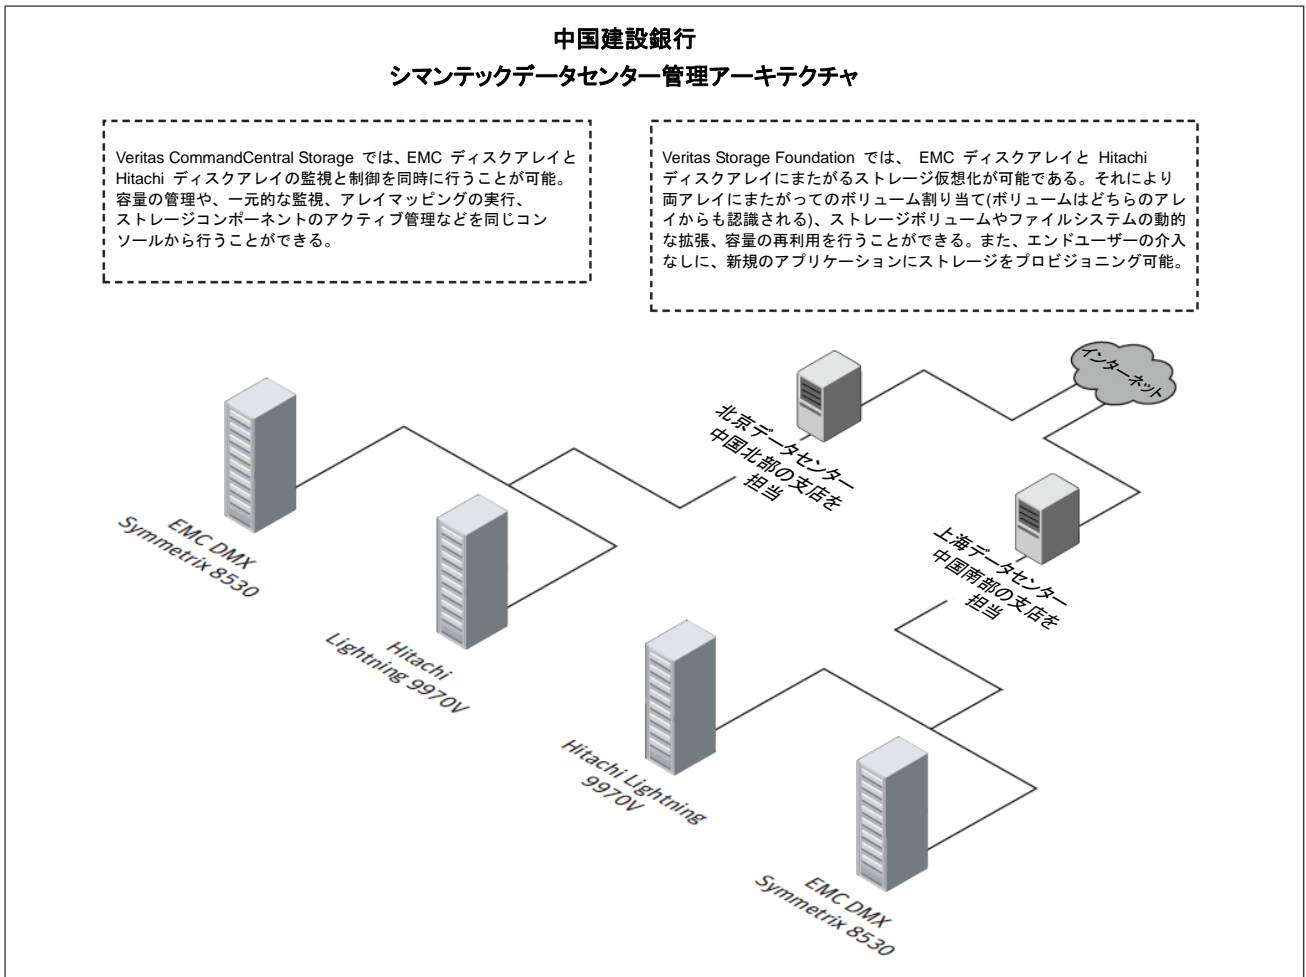 中国建設銀行
シマンテックデータセンター管理アーキテクチャ
Veritas CommandCentral Storage では、EMC ディスクアレイと
Hitachi ディスクアレイの監視と制御を同時に行うことが可能。
容量の管理や、一元的な監視、アレイマッピングの実行、
ストレージコンポーネントのアクティブ管理などを同じコン
ソールから行うことができる。
Veritas Storage Foundation では、 EMC ディスクアレイと Hitachi
ディスクアレイにまたがるストレージ仮想化が可能である。それにより
両アレイにまたがってのボリューム割り当て(ボリュームはどちらのアレ
イからも認識される)、ストレージボリュームやファイルシステムの動的
な拡張、容量の再利用を行うことができる。また、エンドユーザーの介入
なしに、新規のアプリケーションにストレージをプロビジョニング可能。
インターネット
北京データセンター
中国北部の支店を
担当
上海データセンター
中国南部の支店を
担当
EMC DMX
Symmetrix 8530
Hitachi
Lightning 9970V
Hitachi Lightning
9970V
EMC DMX
Symmetrix 8530